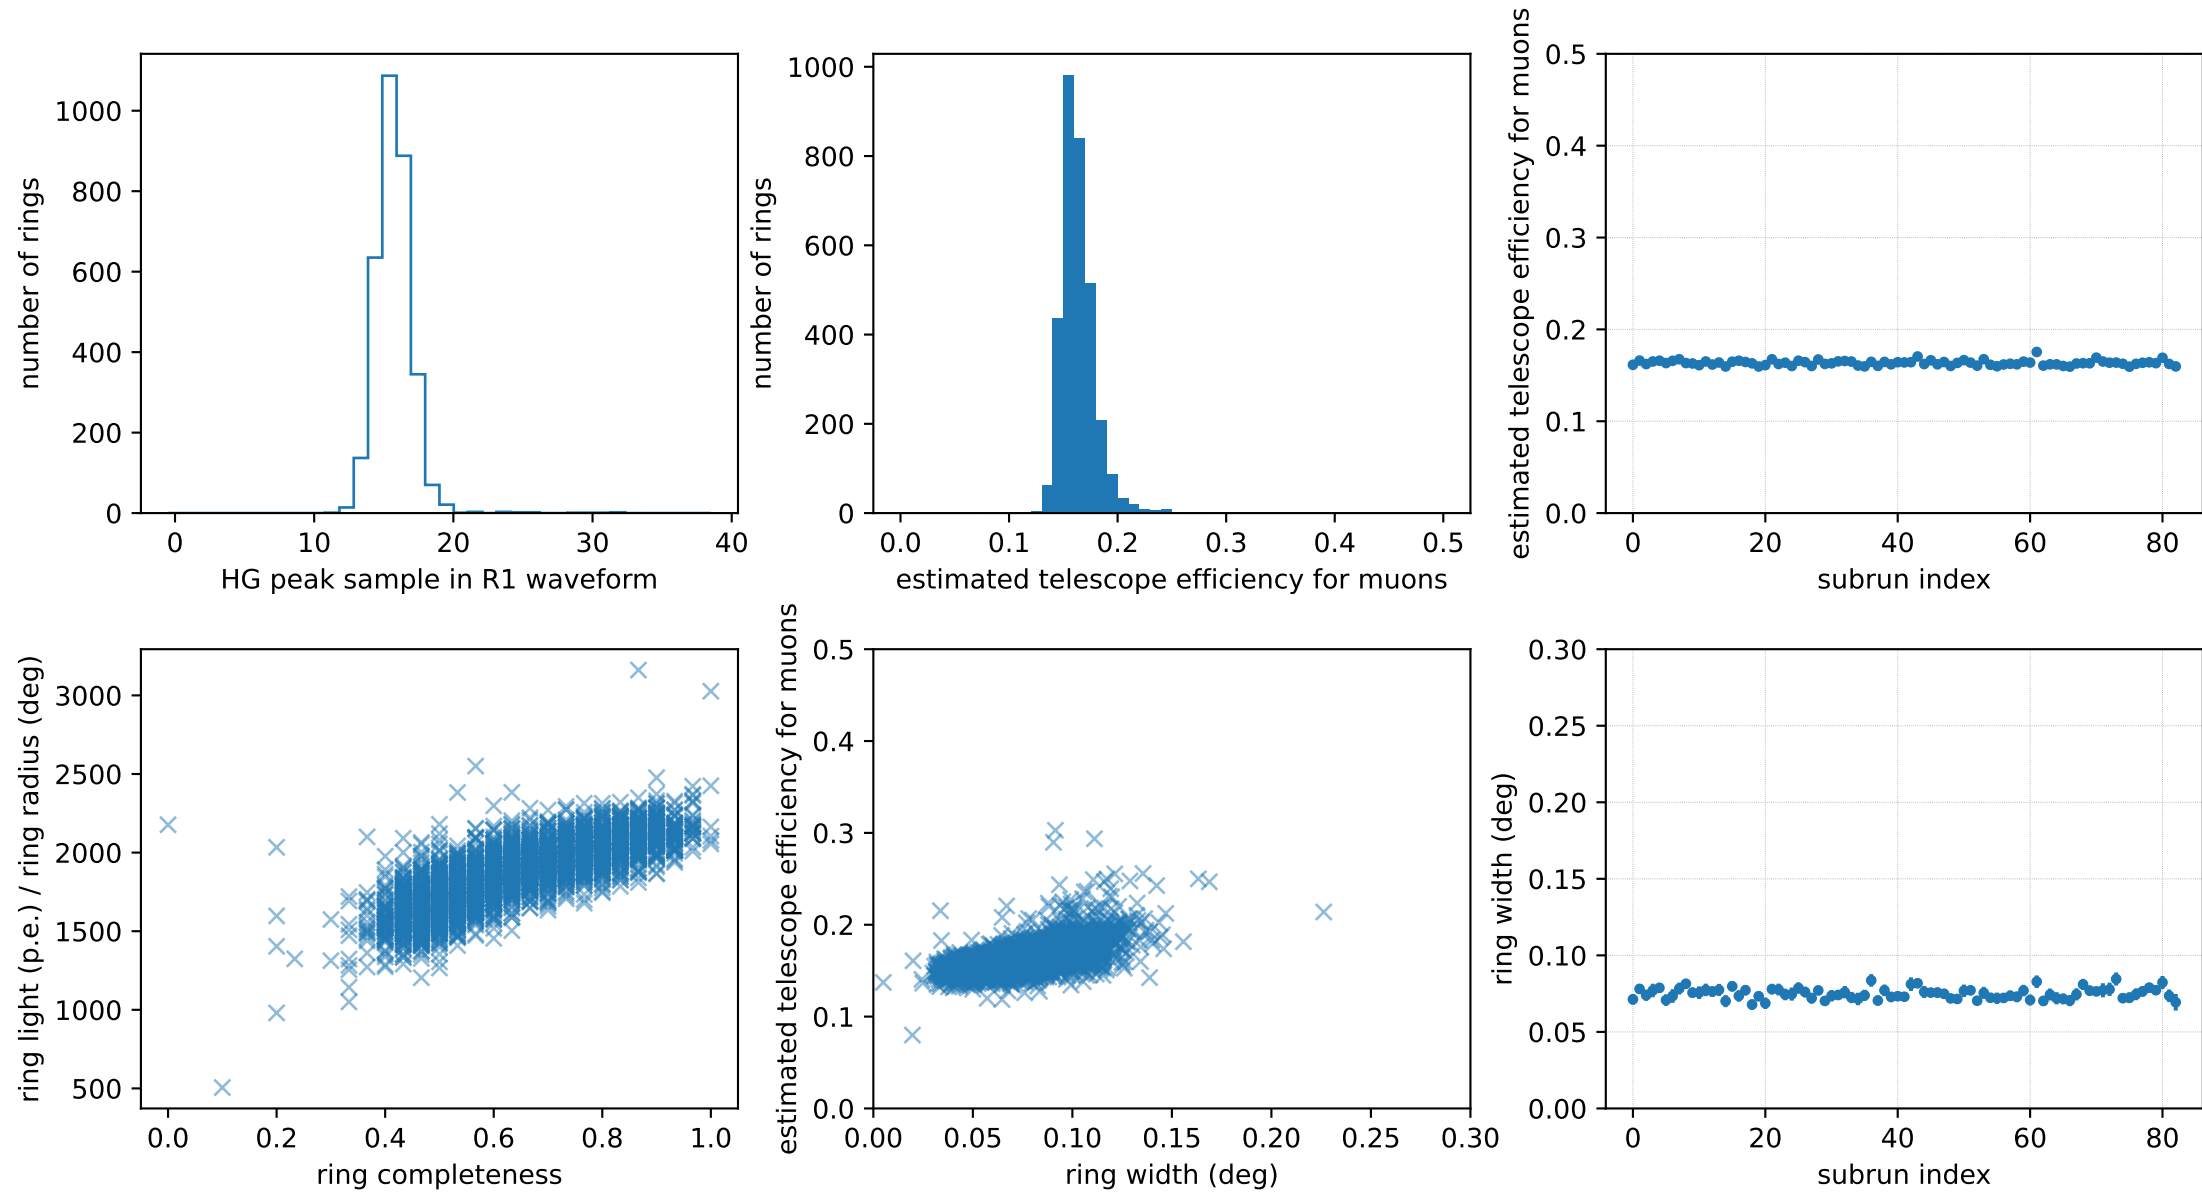 number of rings
1000
800
600
400
200
0
0 10 20 30 40
HG peak sample in R1 waveform
number of rings
1000
800
600
400
200
0
0.0 0.1 0.2 0.3 0.4 0.5
estimated telescope efficiency for muons
estimated telescope efficiency for muons
0.5
0.4
0.3
0.2
0.1
0.0
0 20 40 60 80
subrun index
ring light (p.e.) / ring radius (deg)
3000
2500
2000
1500
1000
500
0.0 0.2 0.4 0.6 0.8 1.0
ring completeness
estimated telescope efficiency for muons
0.5
0.4
0.3
0.2
0.1
0.0
0.00 0.05 0.10 0.15 0.20 0.25 0.30
ring width (deg)
ring width (deg)
0.30
0.25
0.20
0.15
0.10
0.05
0.00
0 20 40 60 80
subrun index